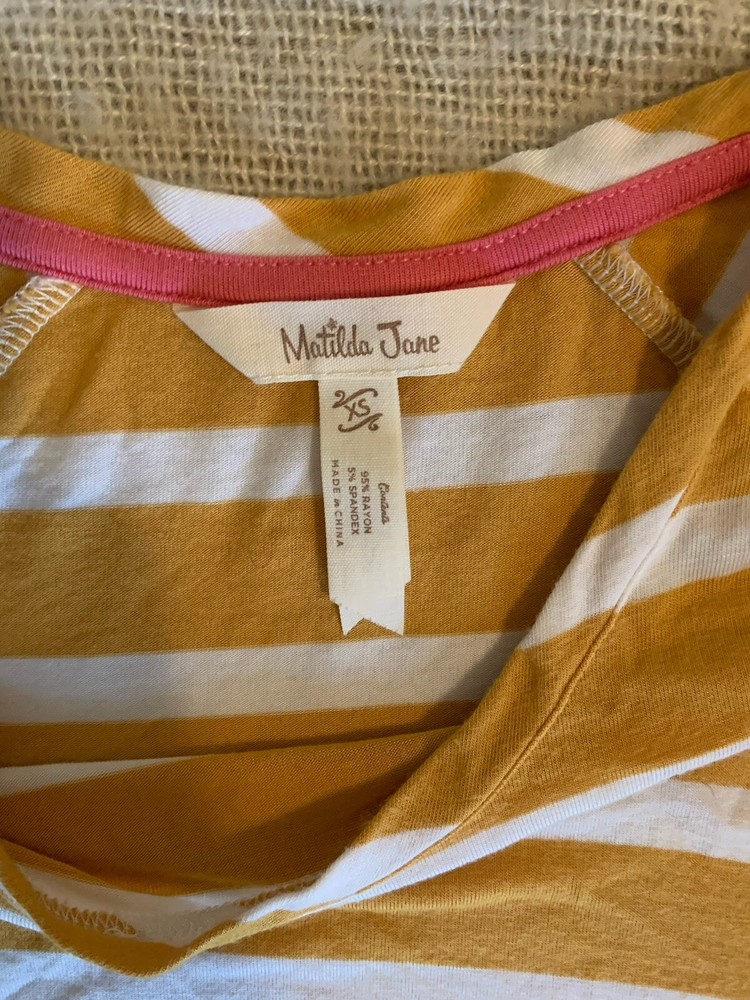 Matilda Jane
XS
Contents
95% RAYON
5% SPANDEX
MADE in CHINA